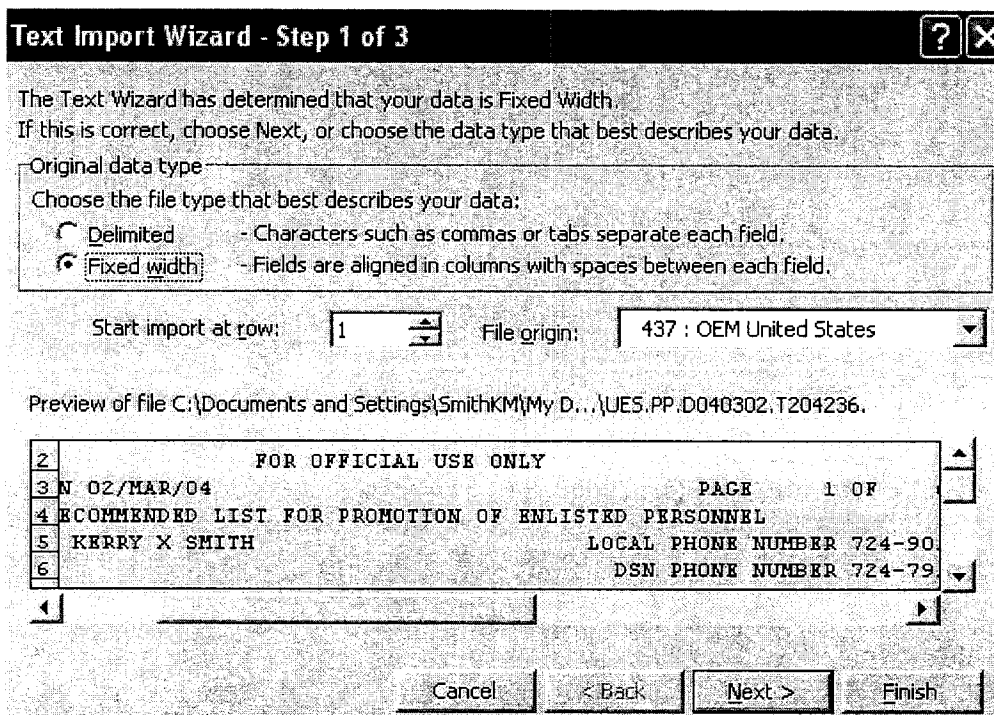 Text Import Wizard - Step 1 of 3
The Text Wizard has determined that your data is Fixed Width.
If this is correct, choose Next, or choose the data type that best describes your data.
Original data type
Choose the file type that best describes your data:
Delimited - Characters such as commas or tabs separate each field.
Fixed width - Fields are aligned in columns with spaces between each field.
Start import at row: 1 File origin: 437 : OEM United States
Preview of file C:\Documents and Settings\SmithKM\My D...\UES.PP.D040302.T204236.
2 FOR OFFICIAL USE ONLY
3 N 02/MAR/04 PAGE 1 OF
4 ECOMMENDED LIST FOR PROMOTION OF ENLISTED PERSONNEL
5 KERRY X SMITH LOCAL PHONE NUMBER 724-90
6 DSN PHONE NUMBER 724-79
Cancel < Back Next > Finish